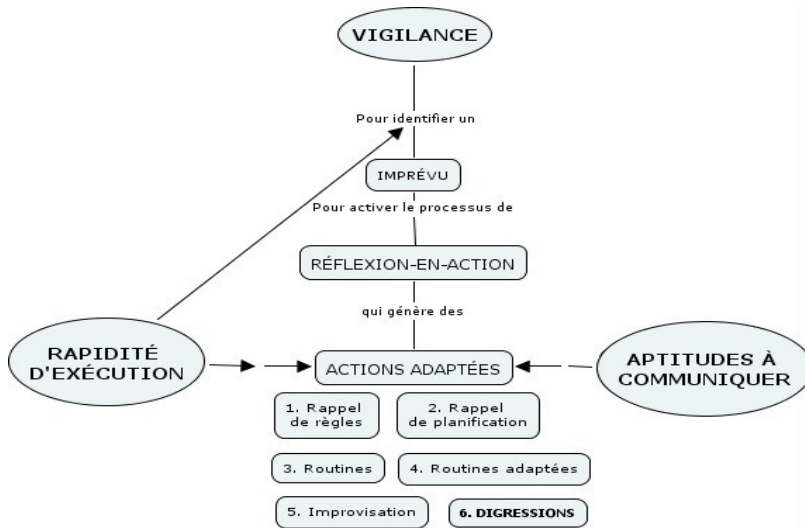 VIGILANCE
Pour identifier un
IMPRÉVU
Pour activer le processus de
RÉFLEXION-EN-ACTION
qui génère des
RAPIDITÉ
D'EXÉCUTION
ACTIONS ADAPTÉES
APTITUDES À
COMMUNIQUER
1. Rappel
de règles
2. Rappel
de planification
3. Routines
4. Routines adaptées
5. Improvisation
6. DIGRESSIONS